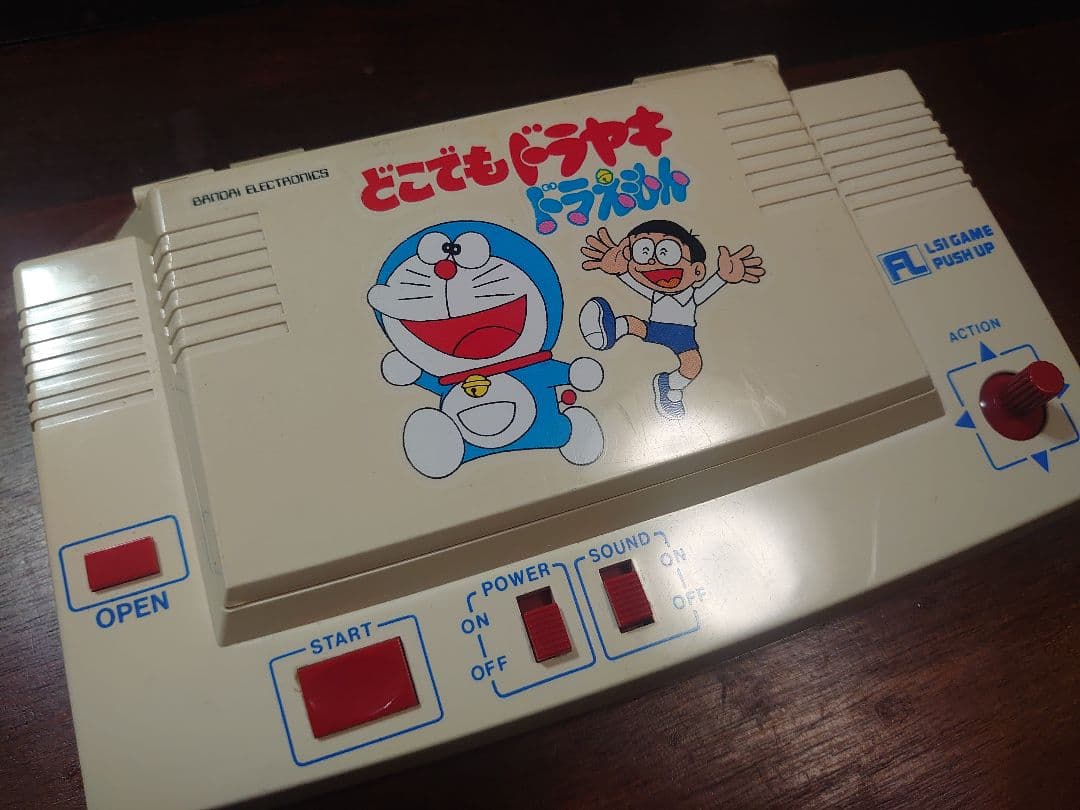 BANDAI ELECTRONICS
どこでもドラヤキ
ドラえもん
FL LSI GAME
PUSH UP
ACTION
OPEN
START
POWER
ON
OFF
SOUND
ON
OFF